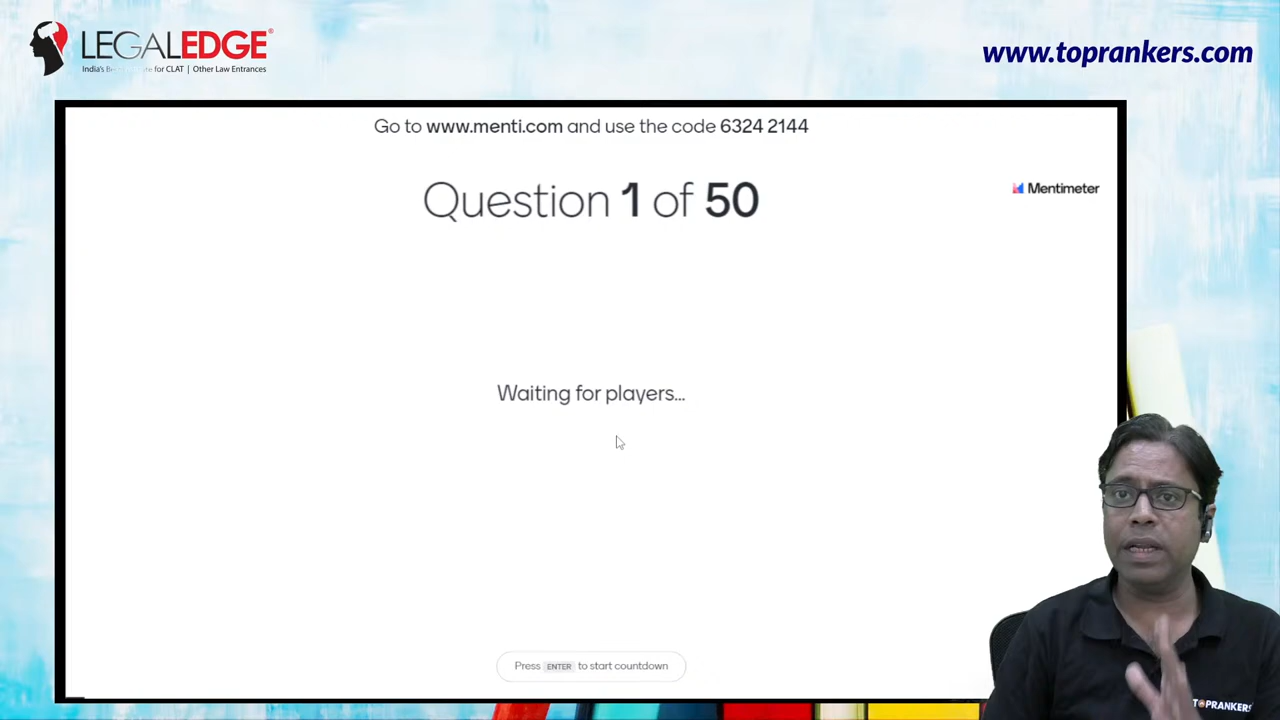 LEGALEDGE®
India's Be te for CLAT | Other Law Entrances
www.toprankers.com
Go to www.menti.com and use the code 6324 2144
Question 1 of 50
Mentimeter
Waiting for players...
Press ENTER to start countdown
TOPRANKERS